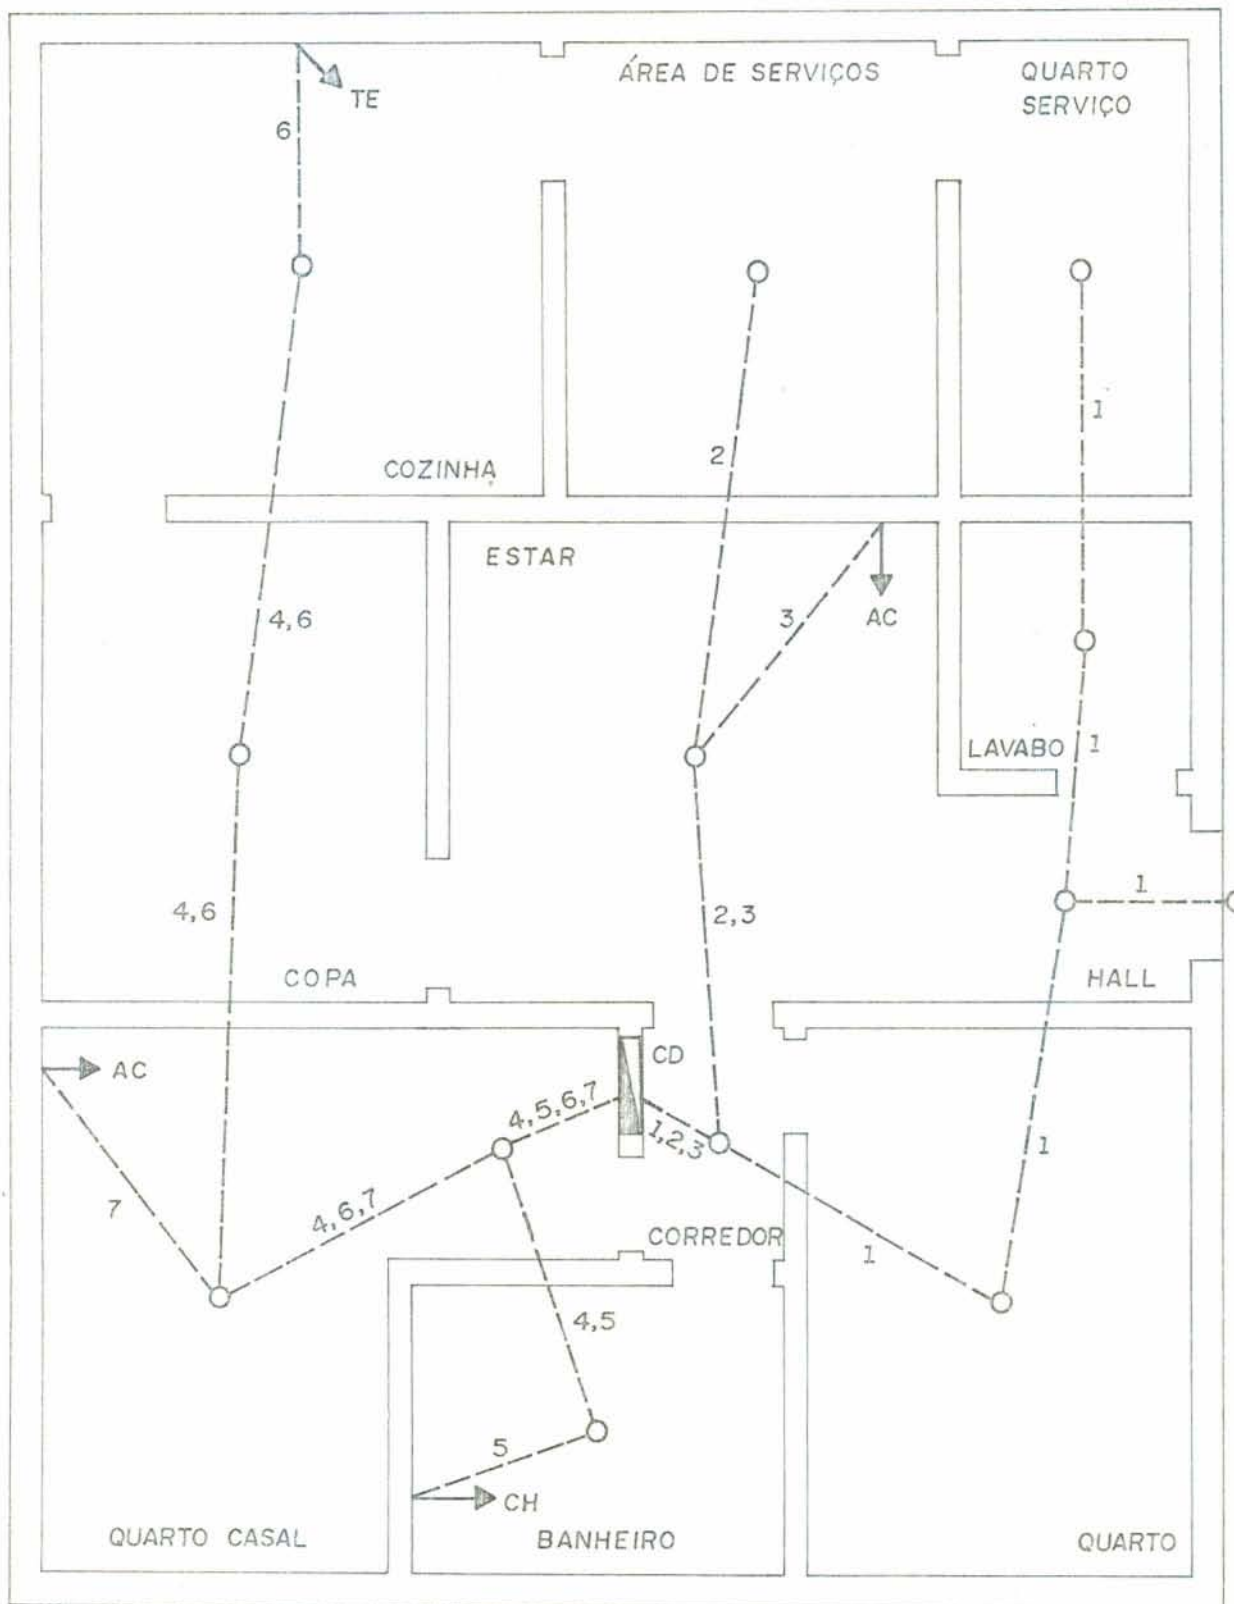 ÁREA DE SERVIÇOS
QUARTO
SERVIÇO
TE
6
1
2
COZINHA
ESTAR
4,6
3
AC
LAVABO
1
1
4,6
2,3
COPA
HALL
CD
AC
4,5,6,7
1,2,3
1
7
4,6,7
CORREDOR
1
4,5
5
CH
QUARTO CASAL
BANHEIRO
QUARTO